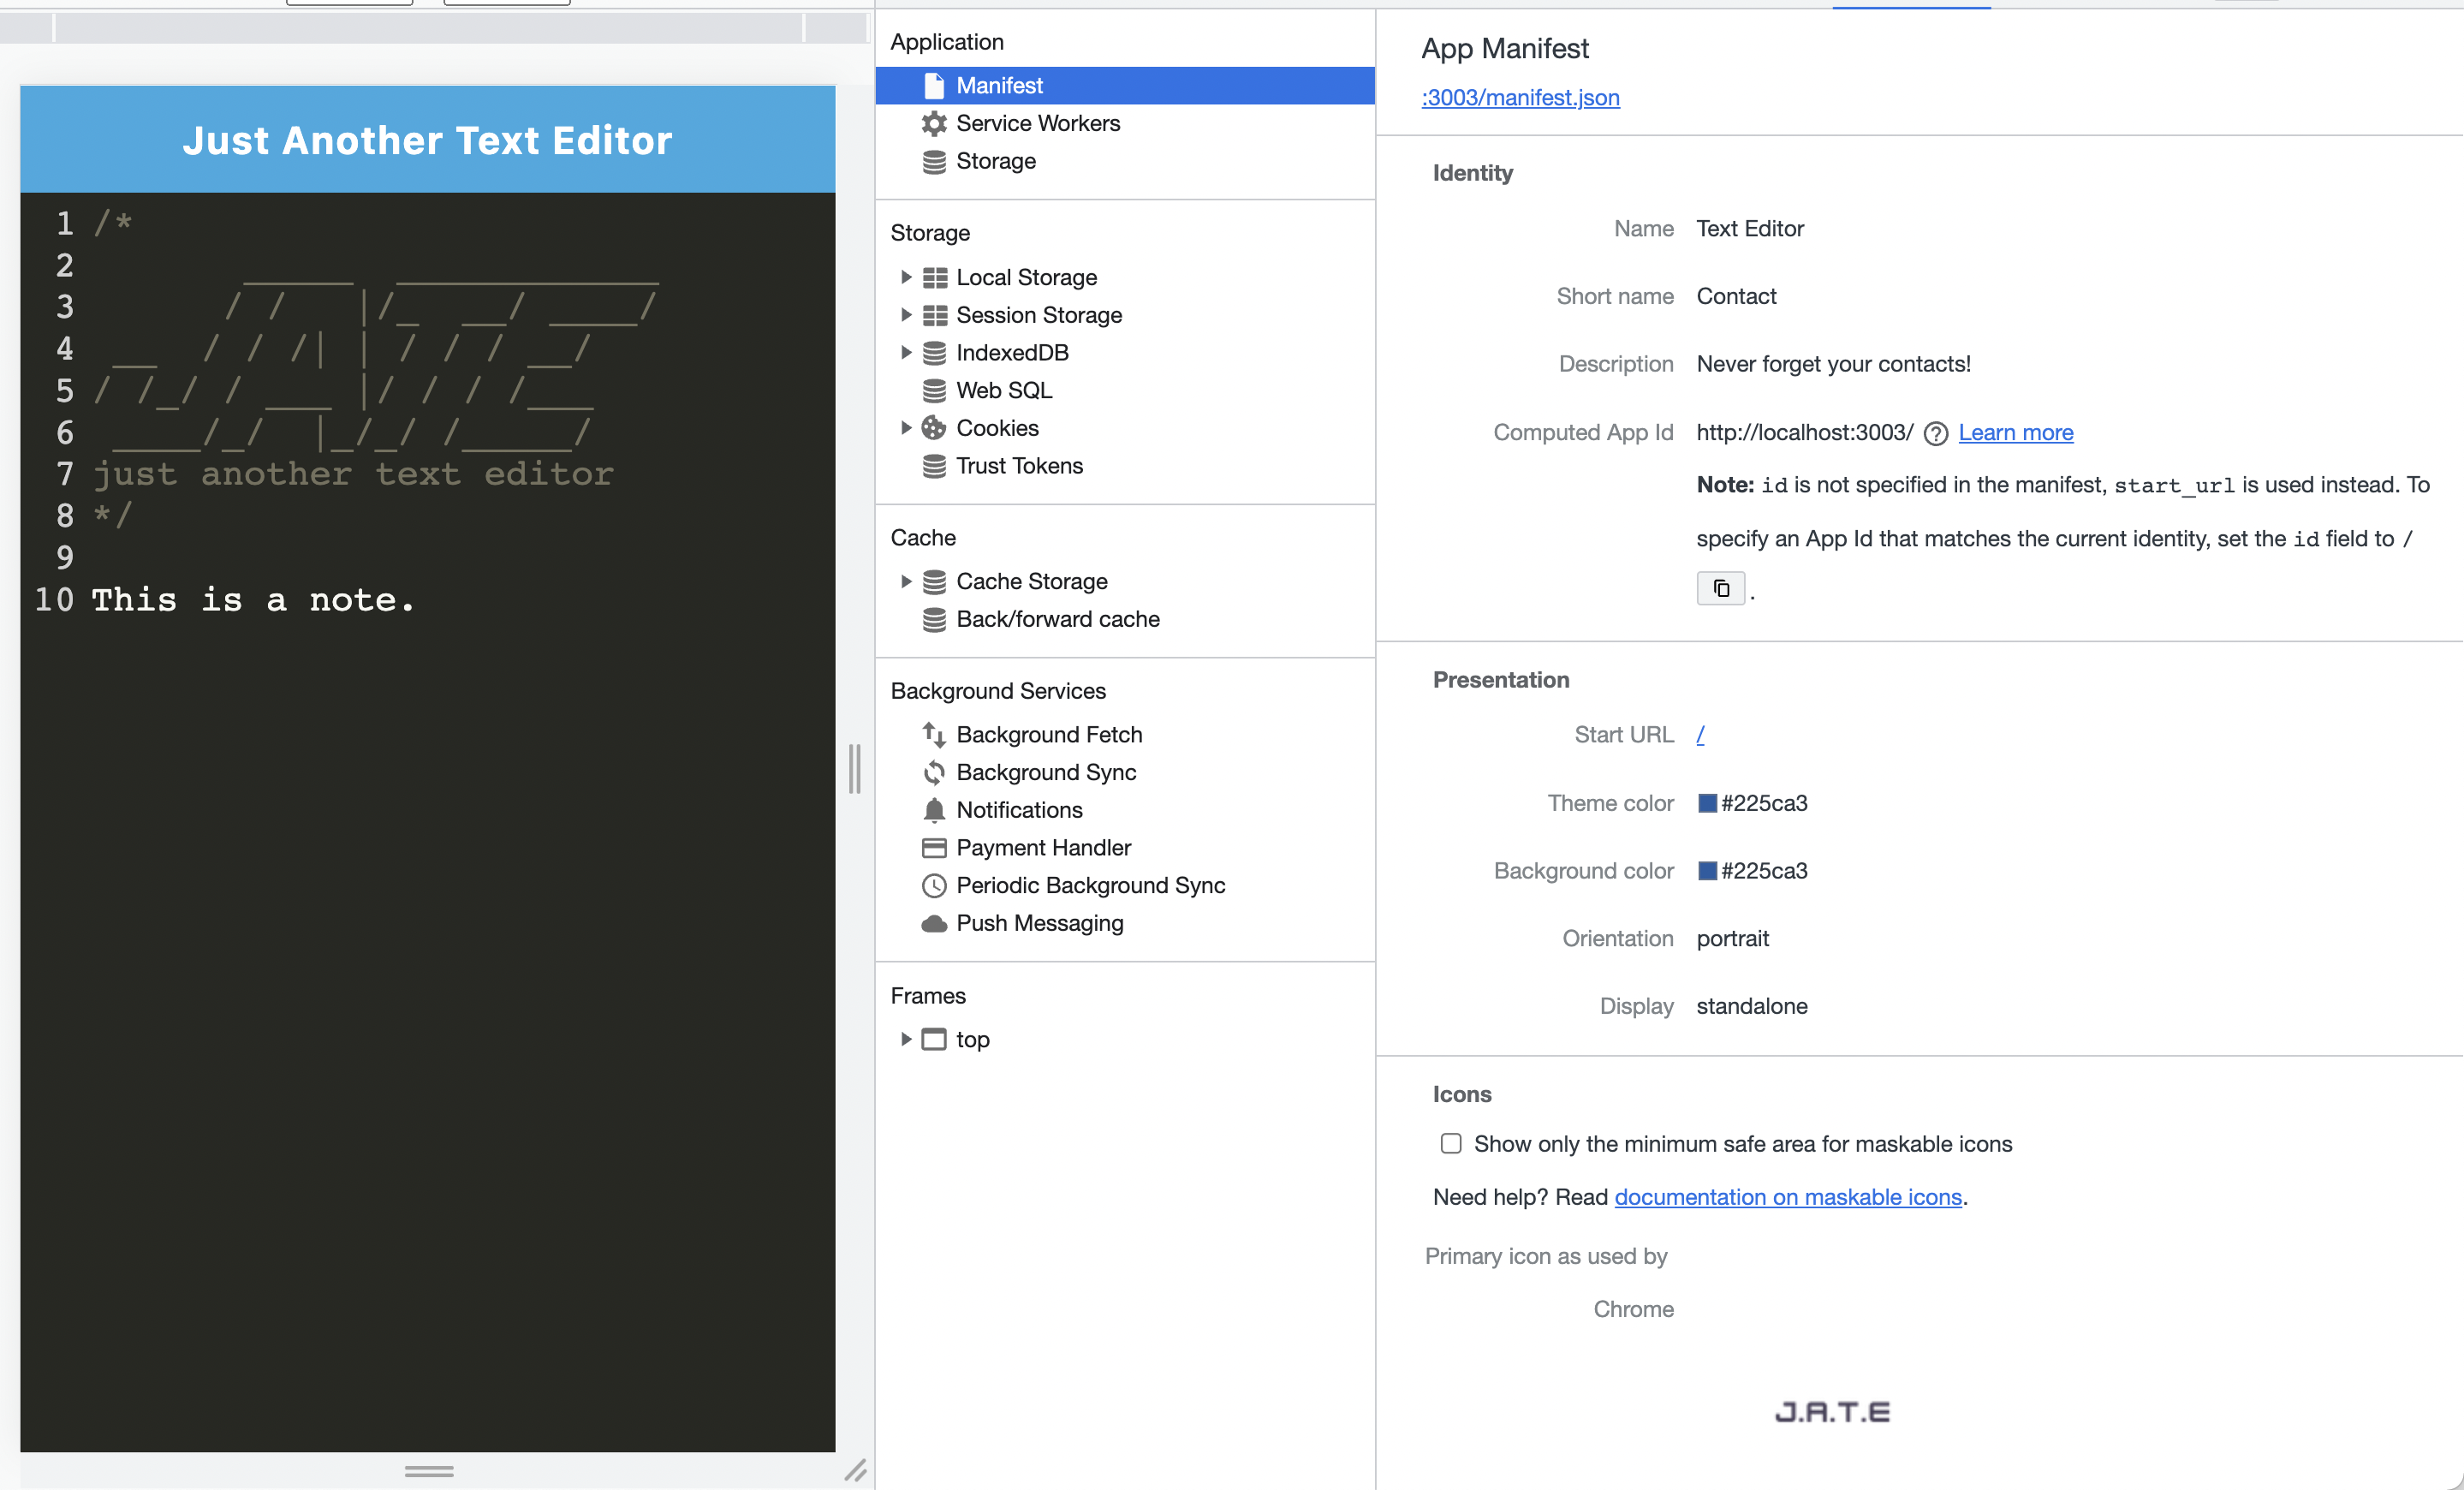 Just Another Text Editor
1 /*
2
3
4
5
6
7 just another text editor
8 */
9
10 This is a note.
Application
Manifest
Service Workers
Storage
Storage
Local Storage
Session Storage
IndexedDB
Web SQL
Cookies
Trust Tokens
Cache
Cache Storage
Back/forward cache
Background Services
Background Fetch
Background Sync
Notifications
Payment Handler
Periodic Background Sync
Push Messaging
Frames
top
App Manifest
:3003/manifest.json
Identity
Name Text Editor
Short name Contact
Description Never forget your contacts!
Computed App Id http://localhost:3003/ ? Learn more
Note: id is not specified in the manifest, start_url is used instead. To
specify an App Id that matches the current identity, set the id field to /
.
Presentation
Start URL /
Theme color #225ca3
Background color #225ca3
Orientation portrait
Display standalone
Icons
Show only the minimum safe area for maskable icons
Need help? Read documentation on maskable icons.
Primary icon as used by
Chrome
J.A.T.E